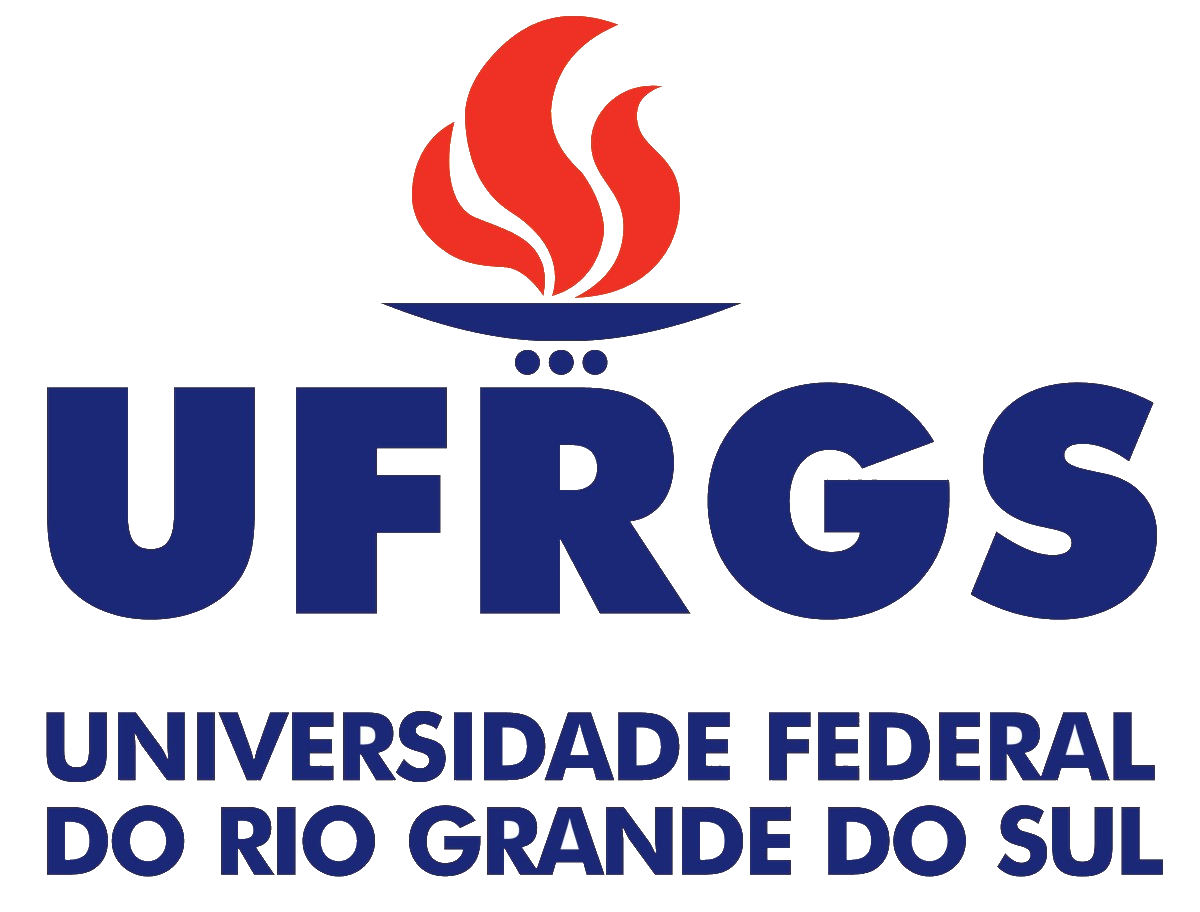 UFRGS
UNIVERSIDADE FEDERAL
DO RIO GRANDE DO SUL